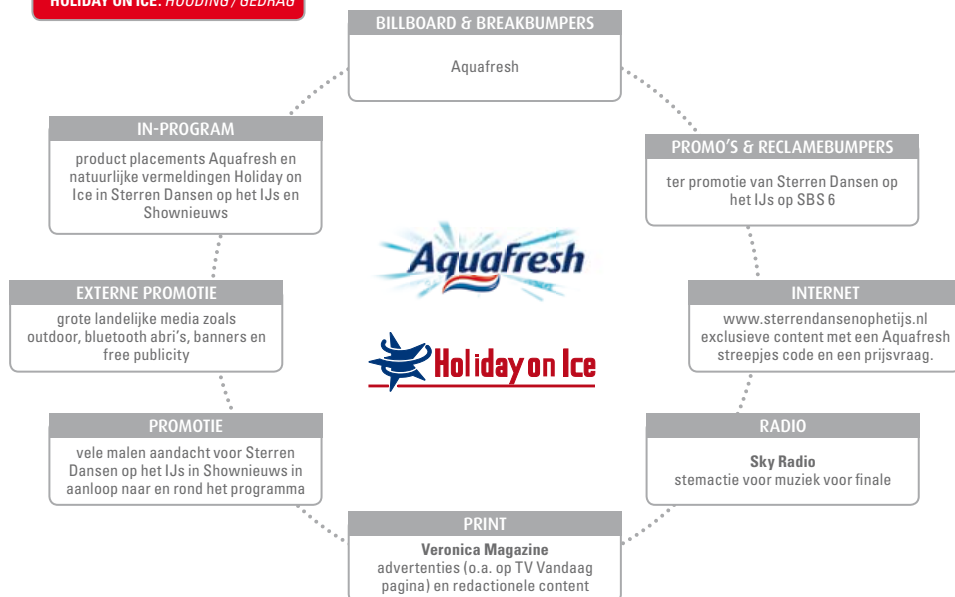 HOLIDAY ON ICE: HOUDING / GEDRAG
BILLBOARD & BREAKBUMPERS
Aquafresh
IN-PROGRAM
product placements Aquafresh en
natuurlijke vermeldingen Holiday on
Ice in Sterren Dansen op het IJs en
Shownieuws
PROMO'S & RECLAMEBUMPERS
ter promotie van Sterren Dansen op
het IJs op SBS 6
Aquafresh
EXTERNE PROMOTIE
grote landelijke media zoals
outdoor, bluetooth abri's, banners en
free publicity
INTERNET
www.sterrendansenophetijs.nl
exclusieve content met een Aquafresh
streepjes code en een prijsvraag.
Holiday on Ice
PROMOTIE
vele malen aandacht voor Sterren
Dansen op het IJs in Shownieuws in
aanloop naar en rond het programma
RADIO
Sky Radio
stemactie voor muziek voor finale
PRINT
Veronica Magazine
advertenties (o.a. op TV Vandaag
pagina) en redactionele content